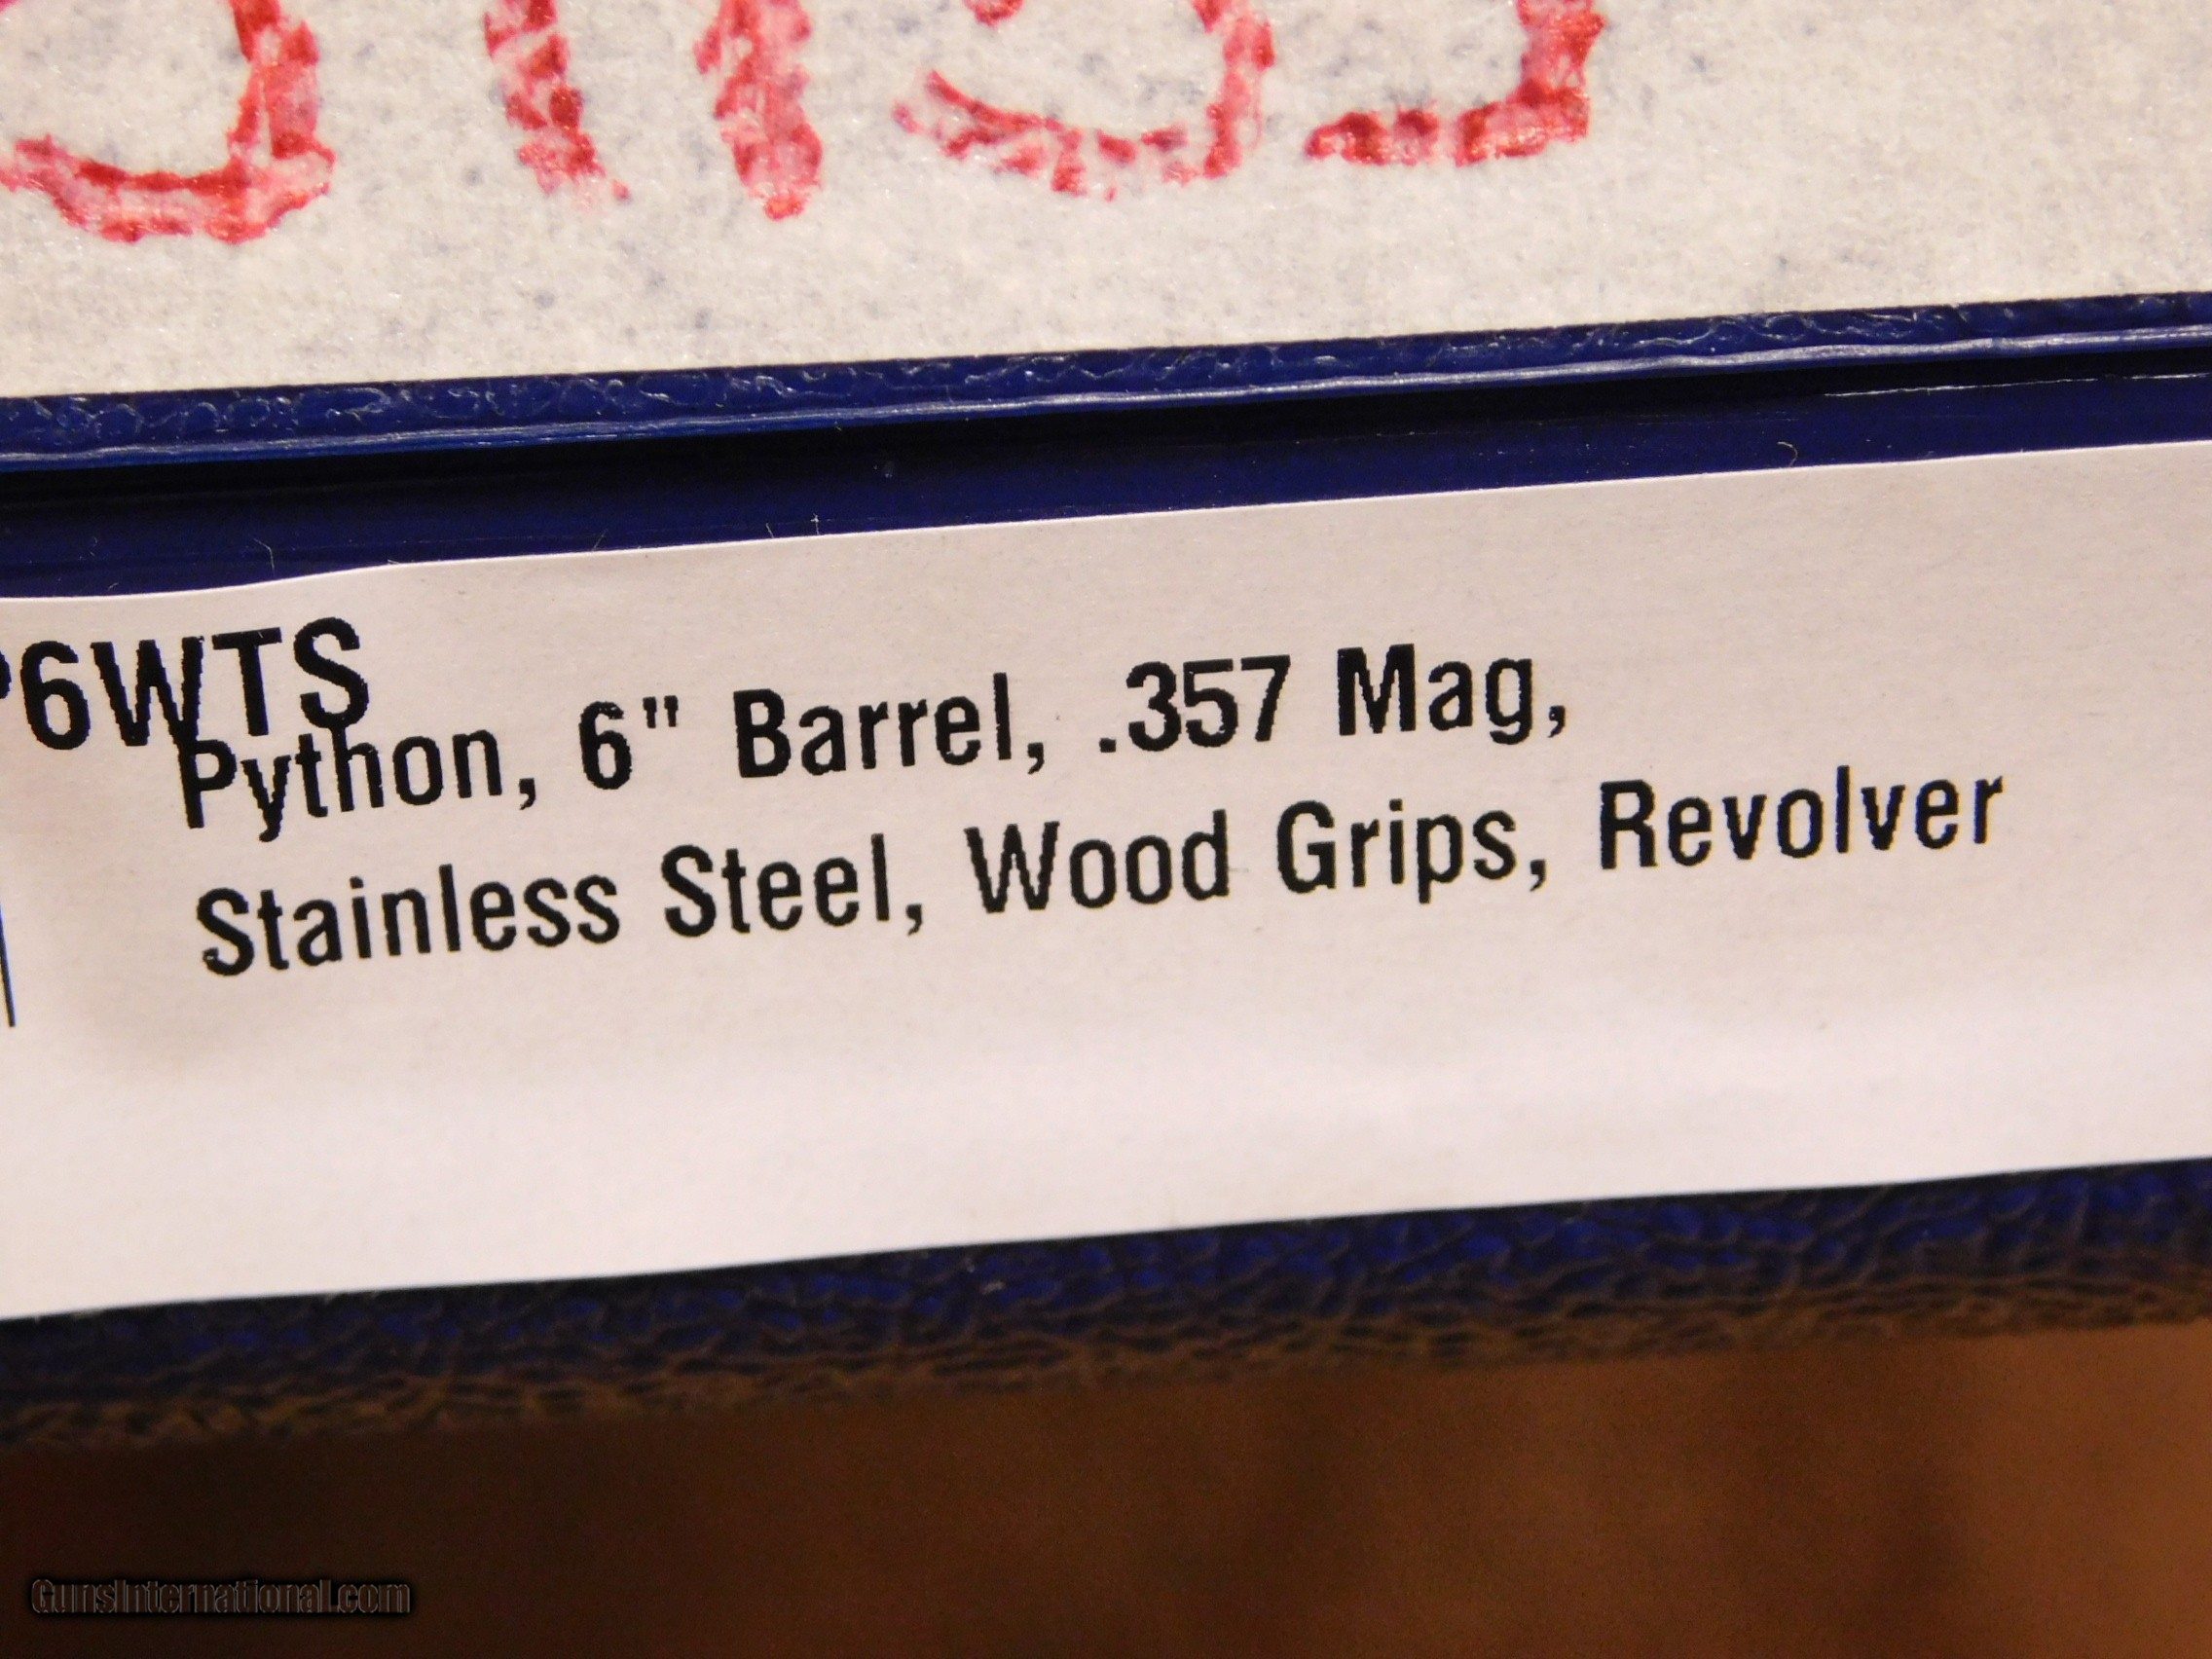 P6WTS
Python, 6" Barrel, .357 Mag,
Stainless Steel, Wood Grips, Revolver
GunsInternational.com